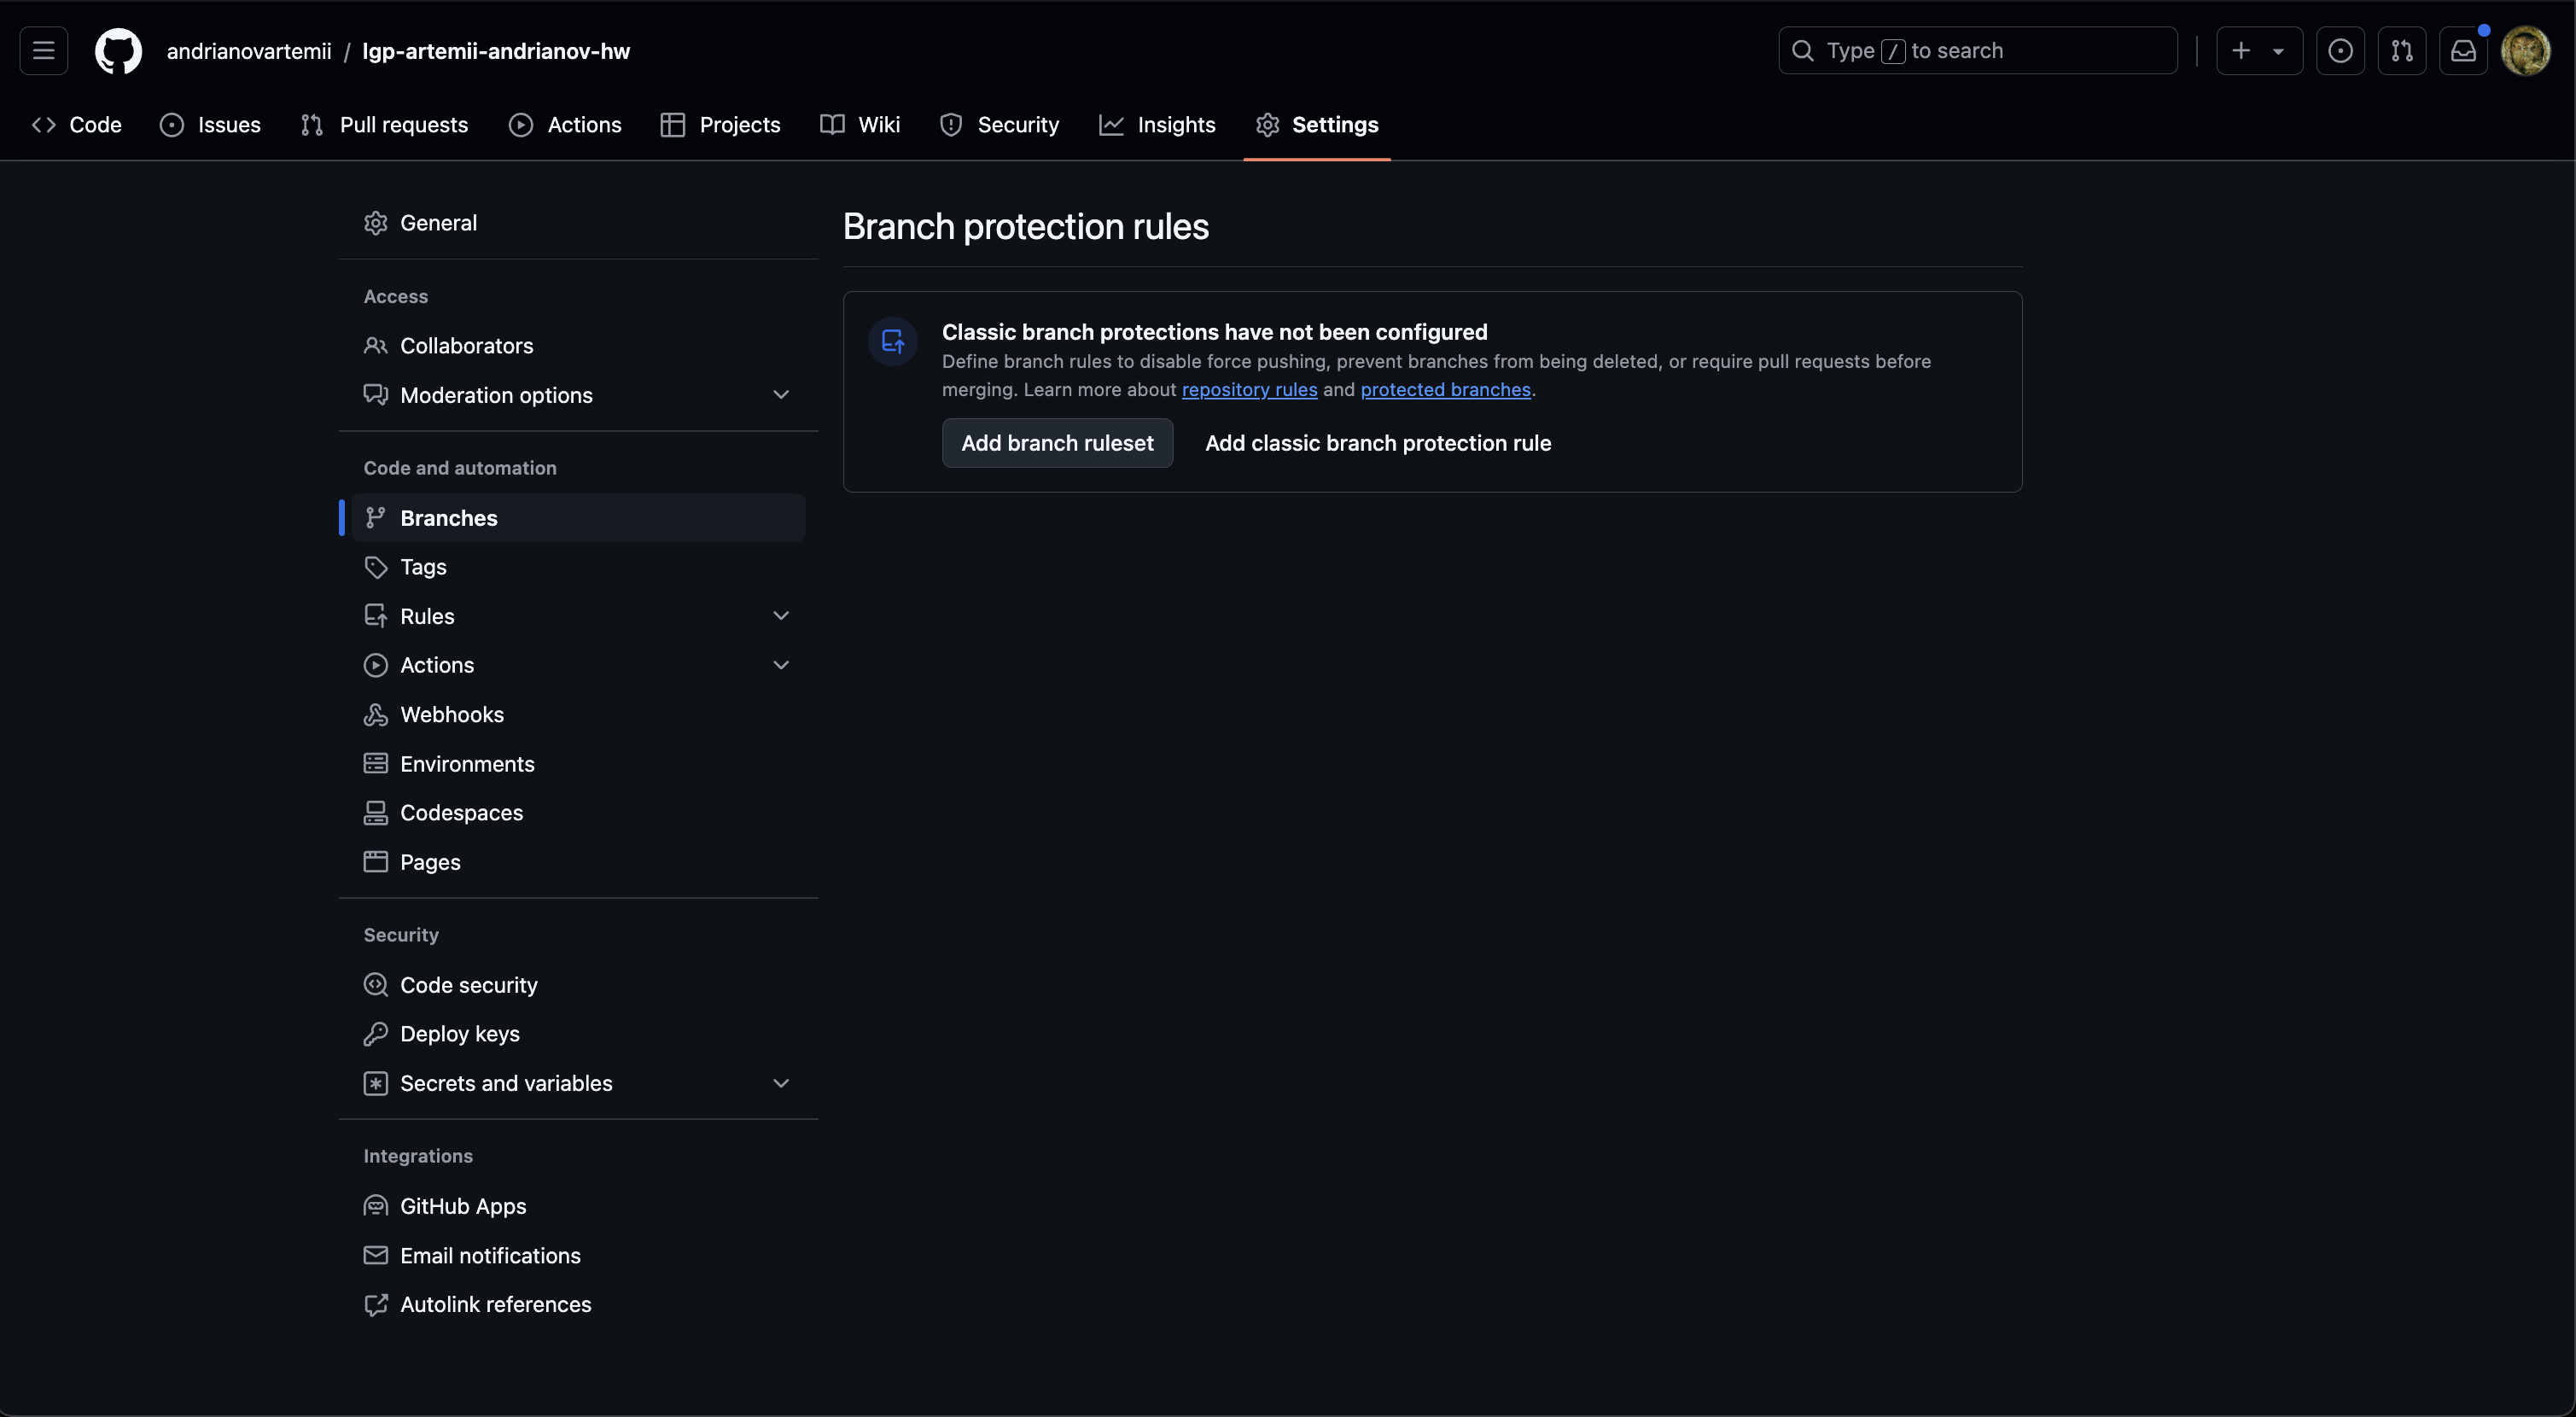 andrianovartemii / lgp-artemii-andrianov-hw
Type / to search
Code Issues Pull requests Actions Projects Wiki Security Insights Settings
General
Access
Collaborators
Moderation options
Code and automation
Branches
Tags
Rules
Actions
Webhooks
Environments
Codespaces
Pages
Security
Code security
Deploy keys
Secrets and variables
Integrations
GitHub Apps
Email notifications
Autolink references
Branch protection rules
Classic branch protections have not been configured
Define branch rules to disable force pushing, prevent branches from being deleted, or require pull requests before
merging. Learn more about repository rules and protected branches.
Add branch ruleset Add classic branch protection rule